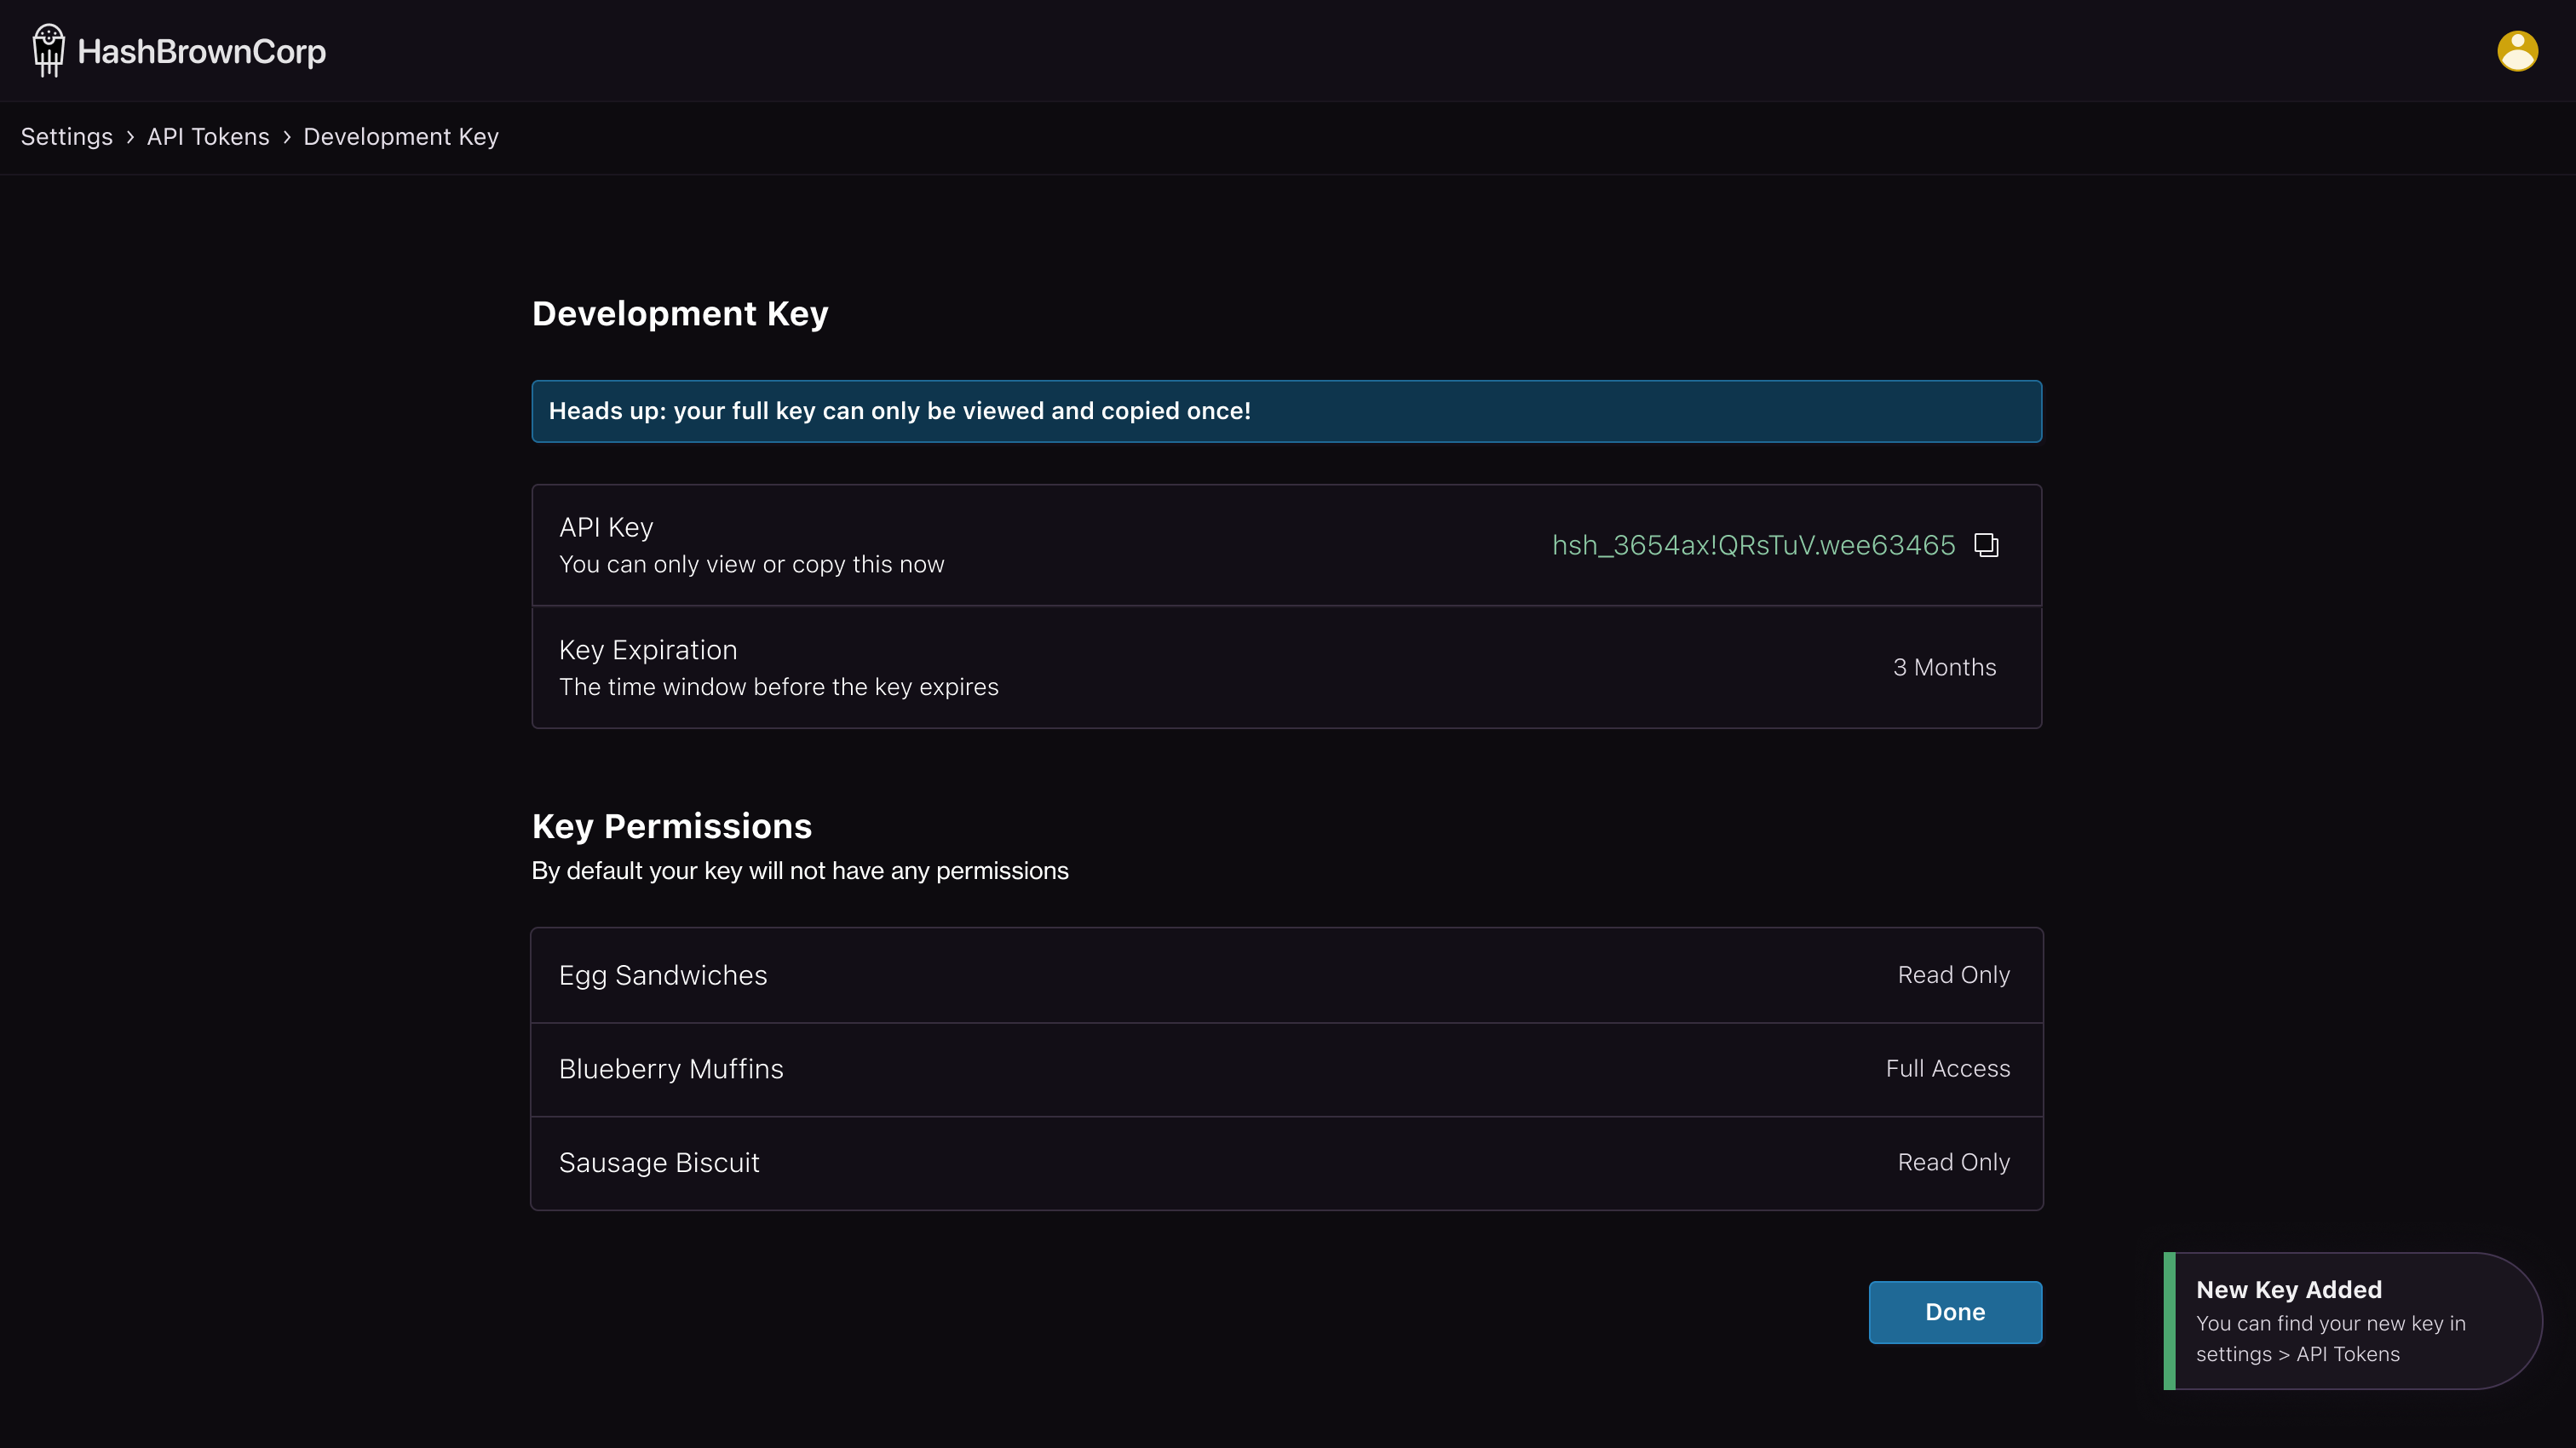 HashBrownCorp
Settings › API Tokens › Development Key
Development Key
Heads up: your full key can only be viewed and copied once!
API Key
You can only view or copy this now
hsh_3654ax!QRsTuV.wee63465
Key Expiration
The time window before the key expires
3 Months
Key Permissions
By default your key will not have any permissions
Egg Sandwiches
Read Only
Blueberry Muffins
Full Access
Sausage Biscuit
Read Only
Done
New Key Added
You can find your new key in
settings > API Tokens